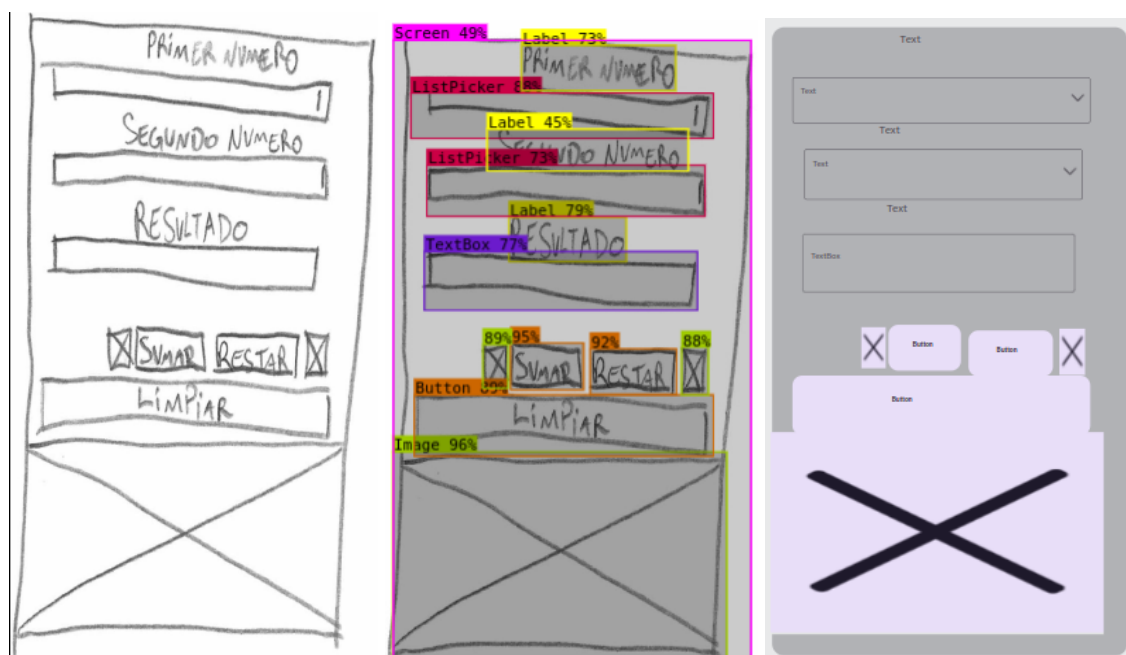 PRIMER NUMERO
SEGUNDO NUMERO
RESULTADO
SUMAR
RESTAR
LIMPIAR
Screen 49%
Label 73%
PRIMER NUMERO
ListPicker 88%
Label 45%
SEGUNDO NUMERO
ListPicker 73%
Label 79%
RESULTADO
TextBox 77%
89%
95%
92%
88%
SUMAR
RESTAR
Button 89%
LIMPIAR
Image 96%
Text
Text
Text
Text
Text
TextBox
Button
Button
Button